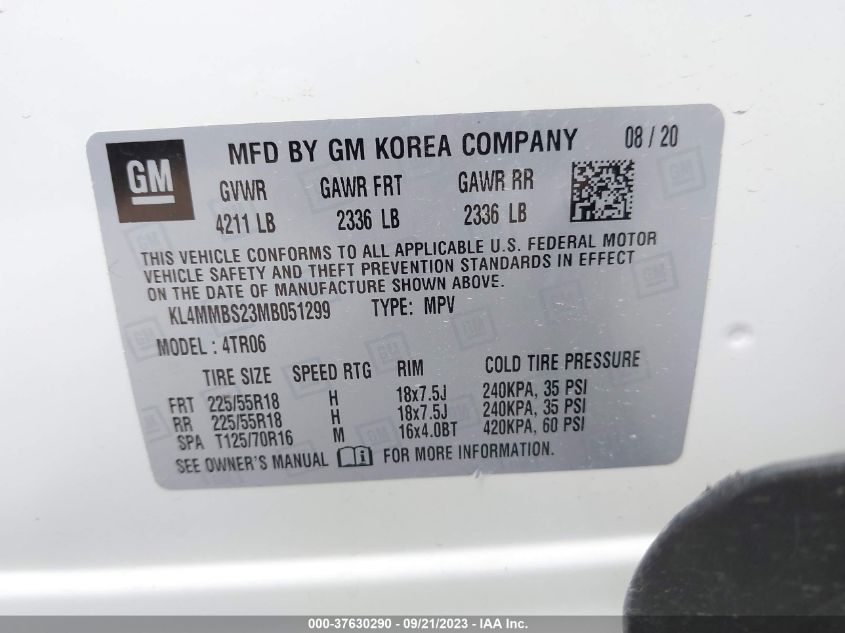 GM
MFD BY GM KOREA COMPANY 08 / 20
GVWR GAWR FRT GAWR RR
4211 LB 2336 LB 2336 LB
THIS VEHICLE CONFORMS TO ALL APPLICABLE U.S. FEDERAL MOTOR
VEHICLE SAFETY AND THEFT PREVENTION STANDARDS IN EFFECT
ON THE DATE OF MANUFACTURE SHOWN ABOVE.
KL4MMBS23MB051299 TYPE: MPV
MODEL : 4TR06
TIRE SIZE SPEED RTG RIM COLD TIRE PRESSURE
FRT 225/55R18 H 18x7.5J 240KPA, 35 PSI
RR 225/55R18 H 18x7.5J 240KPA, 35 PSI
SPA T125/70R16 M 16x4.0BT 420KPA, 60 PSI
SEE OWNER'S MANUAL FOR MORE INFORMATION.
000-37630290 - 09/21/2023 - IAA Inc.